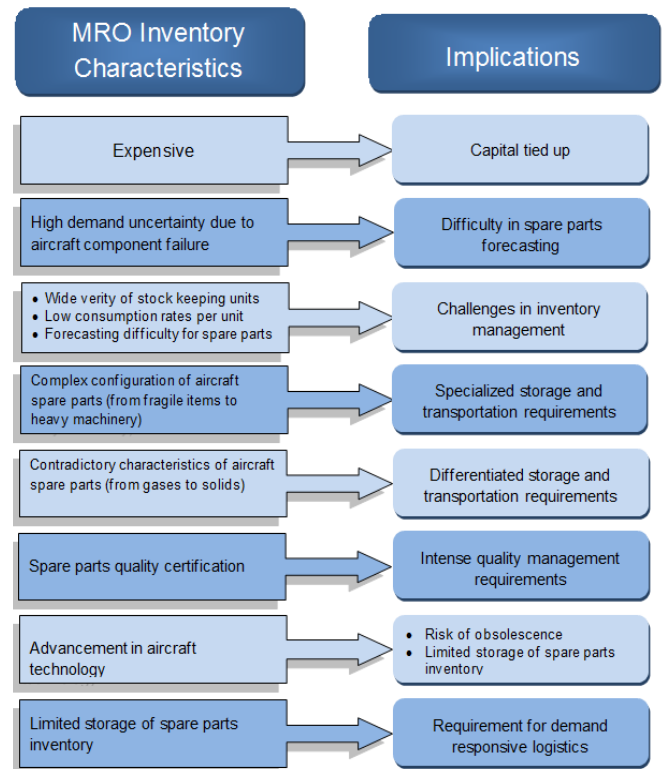 MRO Inventory
Characteristics
Implications
Expensive
Capital tied up
High demand uncertainty due to
aircraft component failure
Difficulty in spare parts
forecasting
• Wide verity of stock keeping units
• Low consumption rates per unit
• Forecasting difficulty for spare parts
Challenges in inventory
management
Complex configuration of aircraft
spare parts (from fragile items to
heavy machinery)
Specialized storage and
transportation requirements
Contradictory characteristics of aircraft
spare parts (from gases to solids)
Differentiated storage and
transportation requirements
Spare parts quality certification
Intense quality management
requirements
Advancement in aircraft
technology
• Risk of obsolescence
• Limited storage of spare parts
inventory
Limited storage of spare parts
inventory
Requirement for demand
responsive logistics